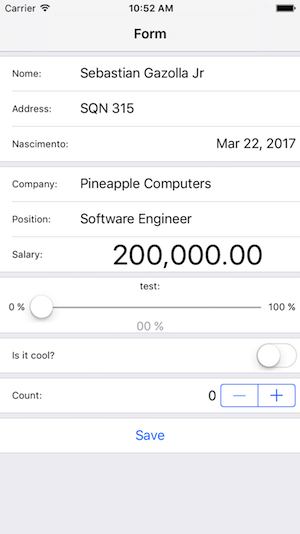 Carrier 10:52 AM
Form
Nome: Sebastian Gazolla Jr
Address: SQN 315
Nascimento: Mar 22, 2017
Company: Pineapple Computers
Position: Software Engineer
Salary: 200,000.00
test:
0 % 100 %
00 %
Is it cool?
Count: 0 − +
Save